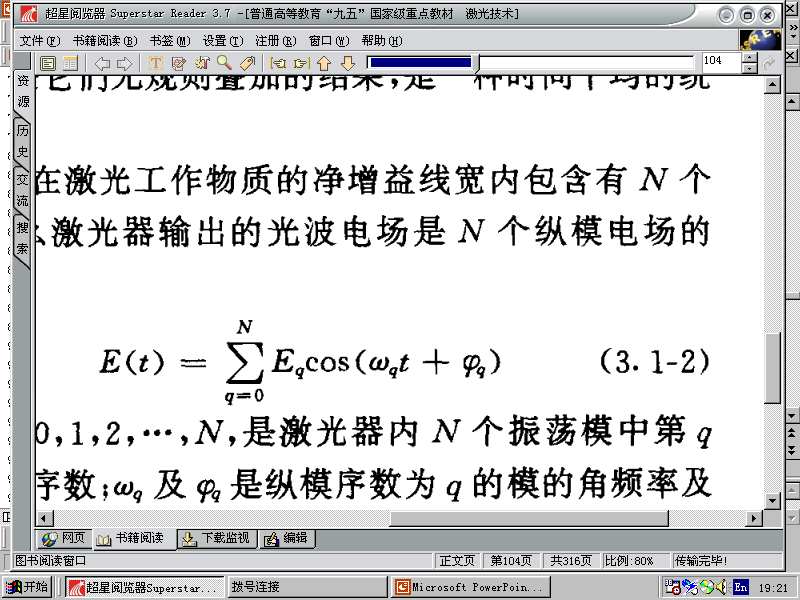 超星阅览器 Superstar Reader 3.7 -[普通高等教育“九五”国家级重点教材　激光技术]
文件(F) 书籍阅读(B) 书签(M) 设置(T) 注册(R) 窗口(W) 帮助(H)
104
资源
历史
交流
搜索
它们无规则叠加的结果,是一种时间平均的统
在激光工作物质的净增益线宽内包含有 N 个
么激光器输出的光波电场是 N 个纵模电场的
E(t) = ∑_{q=0}^{N} E_q cos(ω_q t + φ_q) (3.1-2)
0,1,2,…,N,是激光器内 N 个振荡模中第 q
序数;ω_q 及 φ_q 是纵模序数为 q 的模的角频率及
网页 书籍阅读 下载监视 编辑
图书阅读窗口 正文页 第104页 共316页 比例:80% 传输完毕!
开始 超星阅览器Superstar... 拨号连接 Microsoft PowerPoin... En 19:21